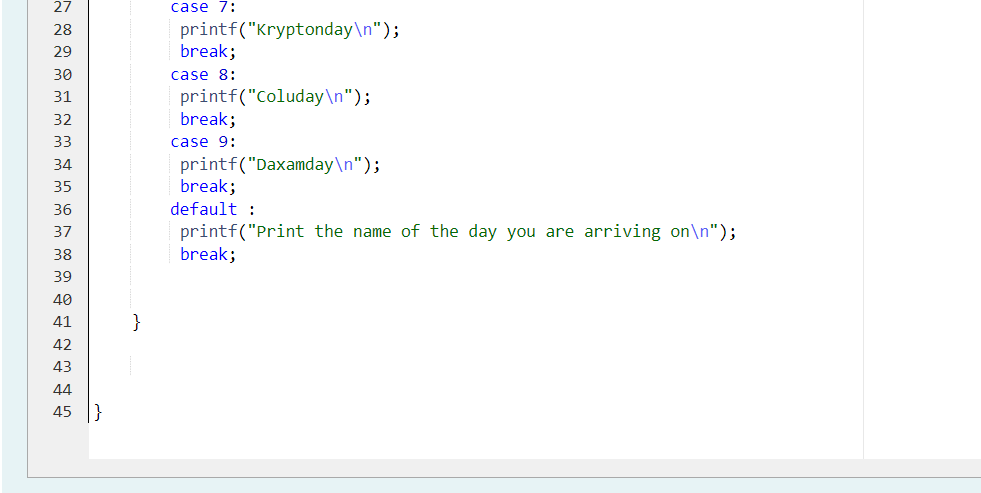 27 case 7:
28 printf("Kryptonday\n");
29 break;
30 case 8:
31 printf("Coluday\n");
32 break;
33 case 9:
34 printf("Daxamday\n");
35 break;
36 default :
37 printf("Print the name of the day you are arriving on\n");
38 break;
39
40
41 }
42
43
44
45 }